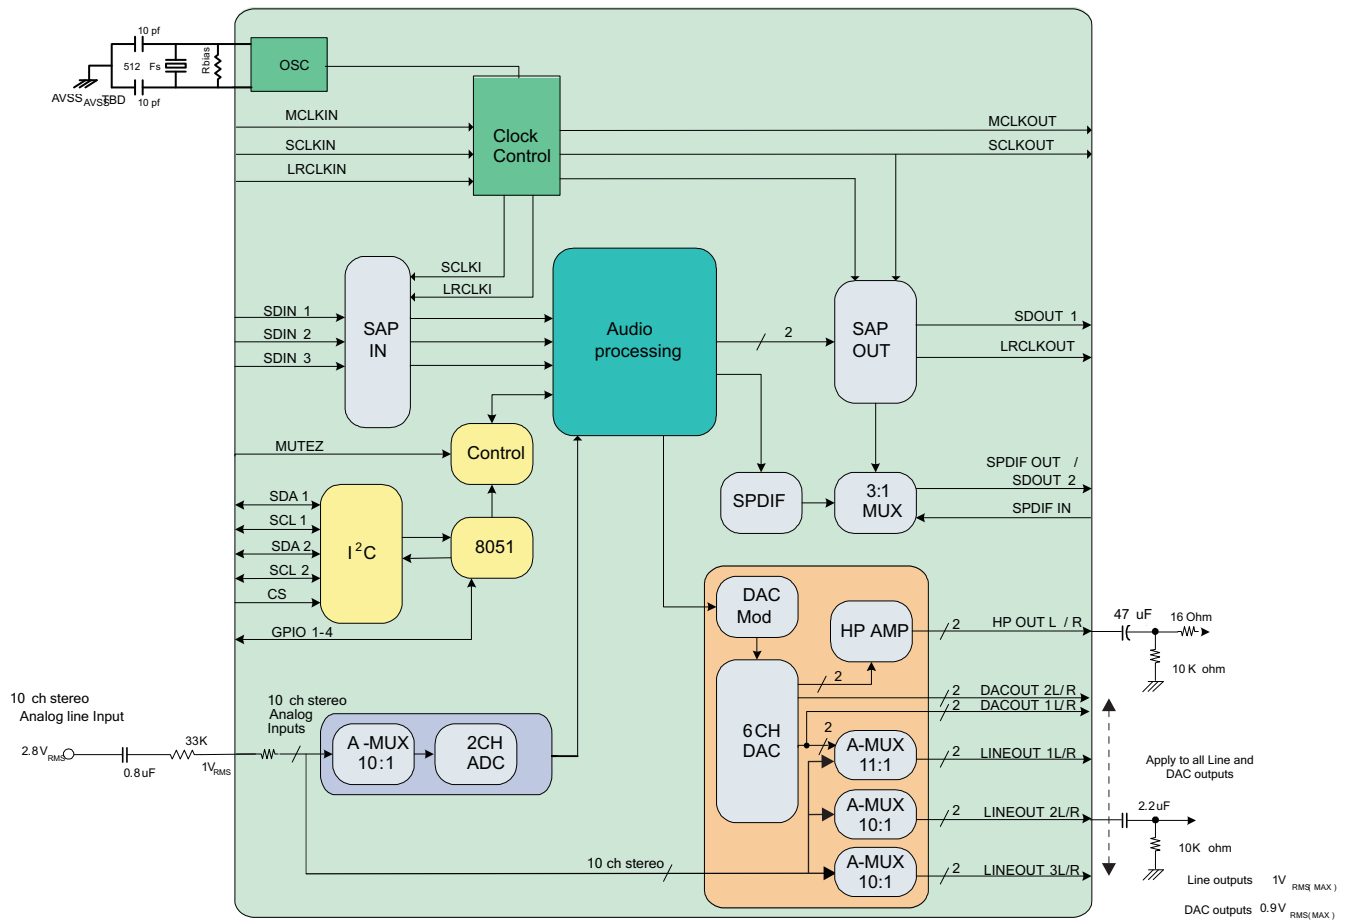 10 pf
512 Fs
Rbias
10 pf
AVSS AVSS TBD
OSC
MCLKIN
SCLKIN
LRCLKIN
Clock
Control
MCLKOUT
SCLKOUT
SCLKI
LRCLKI
SDIN 1
SDIN 2
SDIN 3
SAP
IN
Audio
processing
2
SAP
OUT
SDOUT 1
LRCLKOUT
MUTEZ
Control
SDA 1
SCL 1
SDA 2
SCL 2
CS
GPIO 1-4
I²C
8051
SPDIF
3:1
MUX
SPDIF OUT /
SDOUT 2
SPDIF IN
DAC
Mod
HP AMP
2
HP OUT L / R
47 uF
16 Ohm
10 K ohm
2
2
DACOUT 2L/R
2
DACOUT 1L/R
6CH
DAC
2
A-MUX
11:1
2
LINEOUT 1L/R
A-MUX
10:1
2
LINEOUT 2L/R
A-MUX
10:1
2
LINEOUT 3L/R
10 ch stereo
Analog line Input
2.8V RMS
0.8uF
33K
1V RMS
10 ch stereo
Analog
Inputs
A-MUX
10:1
2CH
ADC
10 ch stereo
Apply to all Line and
DAC outputs
2.2uF
10K ohm
Line outputs 1V RMS(MAX)
DAC outputs 0.9V RMS(MAX)